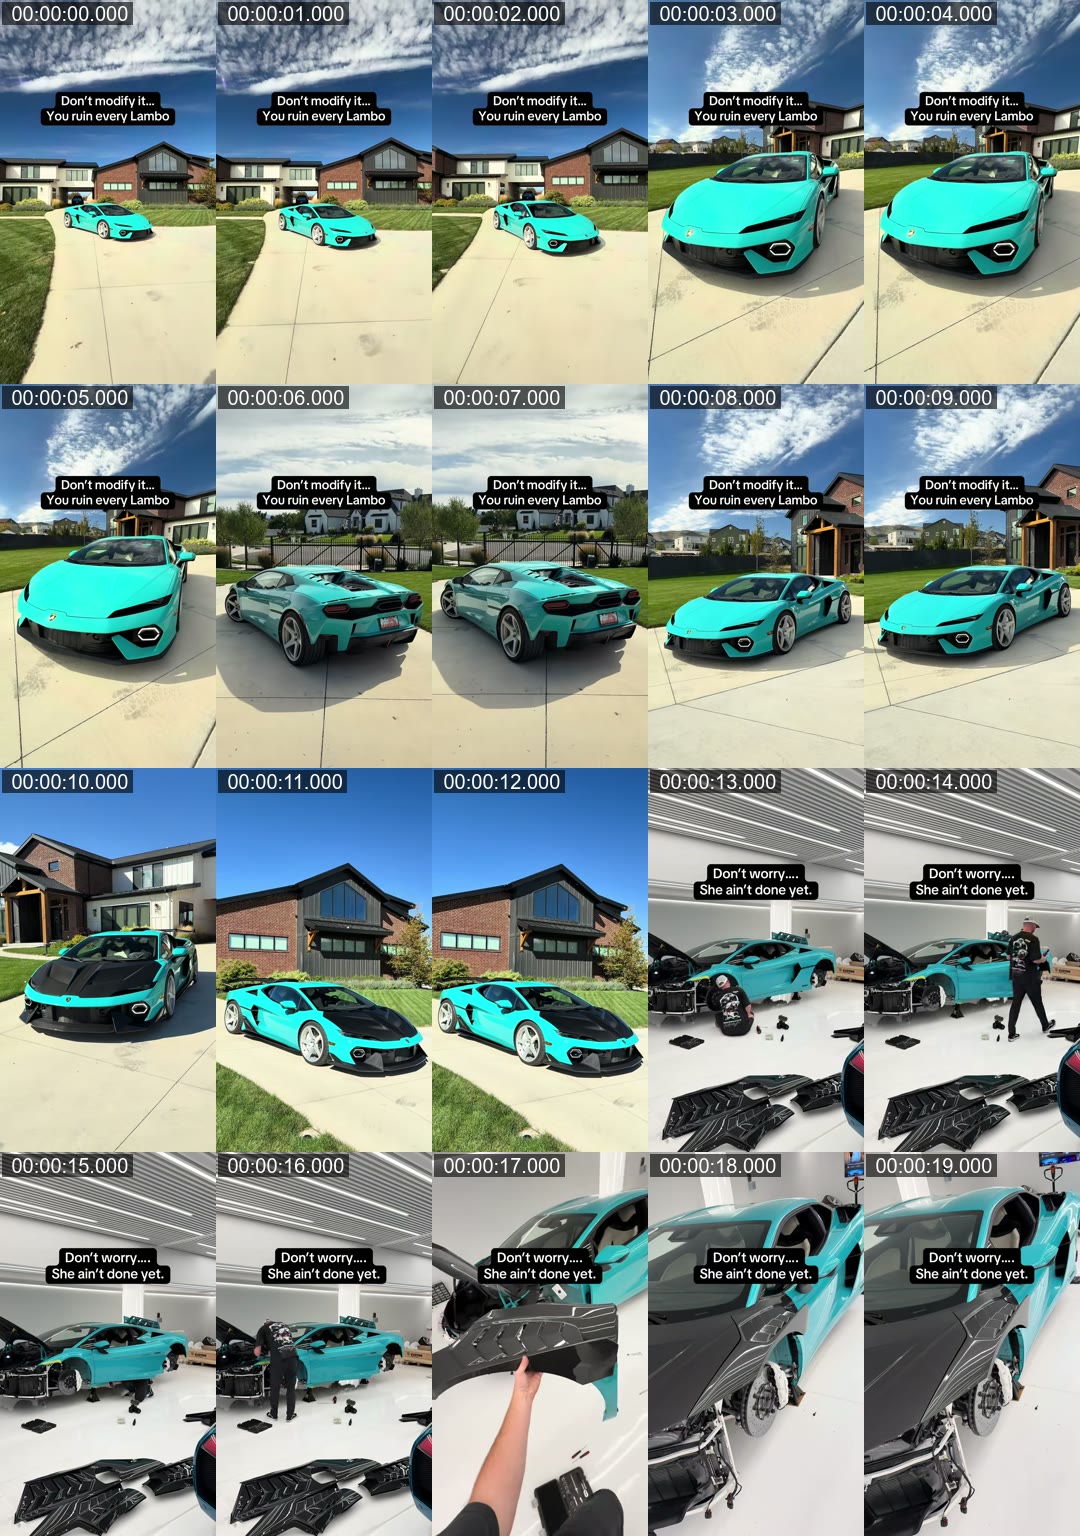 00:00:00.000
00:00:01.000
00:00:02.000
00:00:03.000
00:00:04.000
Don't modify it...
You ruin every Lambo
Don't modify it...
You ruin every Lambo
Don't modify it...
You ruin every Lambo
Don't modify it...
You ruin every Lambo
Don't modify it...
You ruin every Lambo
00:00:05.000
00:00:06.000
00:00:07.000
00:00:08.000
00:00:09.000
Don't modify it...
You ruin every Lambo
Don't modify it...
You ruin every Lambo
Don't modify it...
You ruin every Lambo
Don't modify it...
You ruin every Lambo
Don't modify it...
You ruin every Lambo
00:00:10.000
00:00:11.000
00:00:12.000
00:00:13.000
00:00:14.000
Don't worry....
She ain't done yet.
Don't worry....
She ain't done yet.
00:00:15.000
00:00:16.000
00:00:17.000
00:00:18.000
00:00:19.000
Don't worry....
She ain't done yet.
Don't worry....
She ain't done yet.
Don't worry....
She ain't done yet.
Don't worry....
She ain't done yet.
Don't worry....
She ain't done yet.